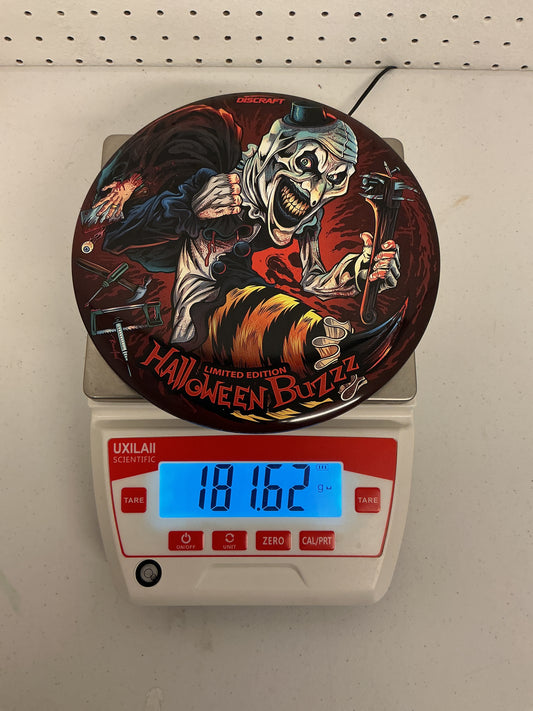 DISCRAFT
LIMITED EDITION
HALLOWEEN BUZZZ
UXILAII
SCIENTIFIC
181.62
g
TARE
TARE
ON/OFF
UNIT
ZERO
CAL/PRT